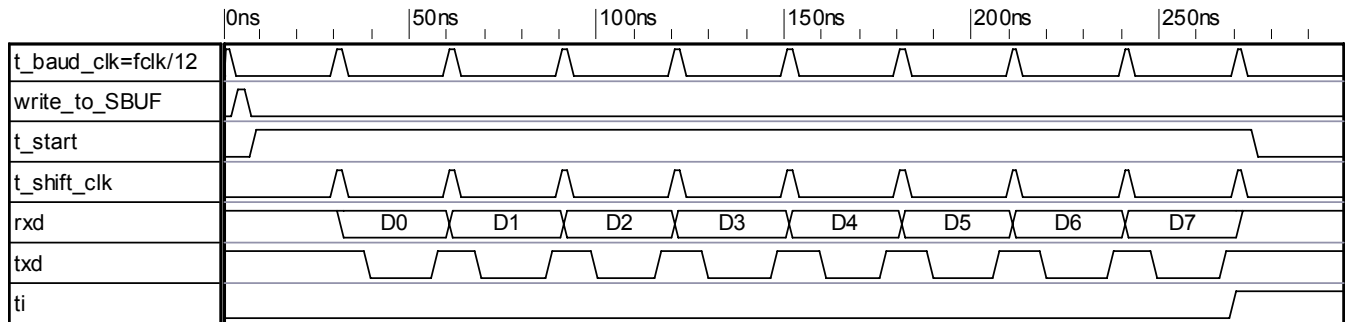 0ns 50ns 100ns 150ns 200ns 250ns
t_baud_clk=fclk/12
write_to_SBUF
t_start
t_shift_clk
rxd D0 D1 D2 D3 D4 D5 D6 D7
txd
ti